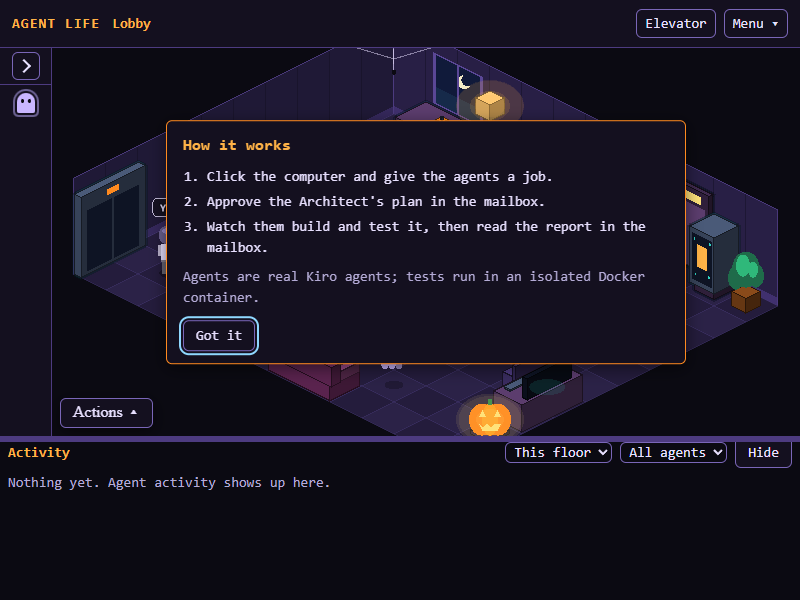 AGENT LIFE Lobby
Elevator
Menu ▾
How it works
1. Click the computer and give the agents a job.
2. Approve the Architect's plan in the mailbox.
3. Watch them build and test it, then read the report in the
mailbox.
Agents are real Kiro agents; tests run in an isolated Docker
container.
Got it
Actions ▴
Activity
This floor
All agents
Hide
Nothing yet. Agent activity shows up here.